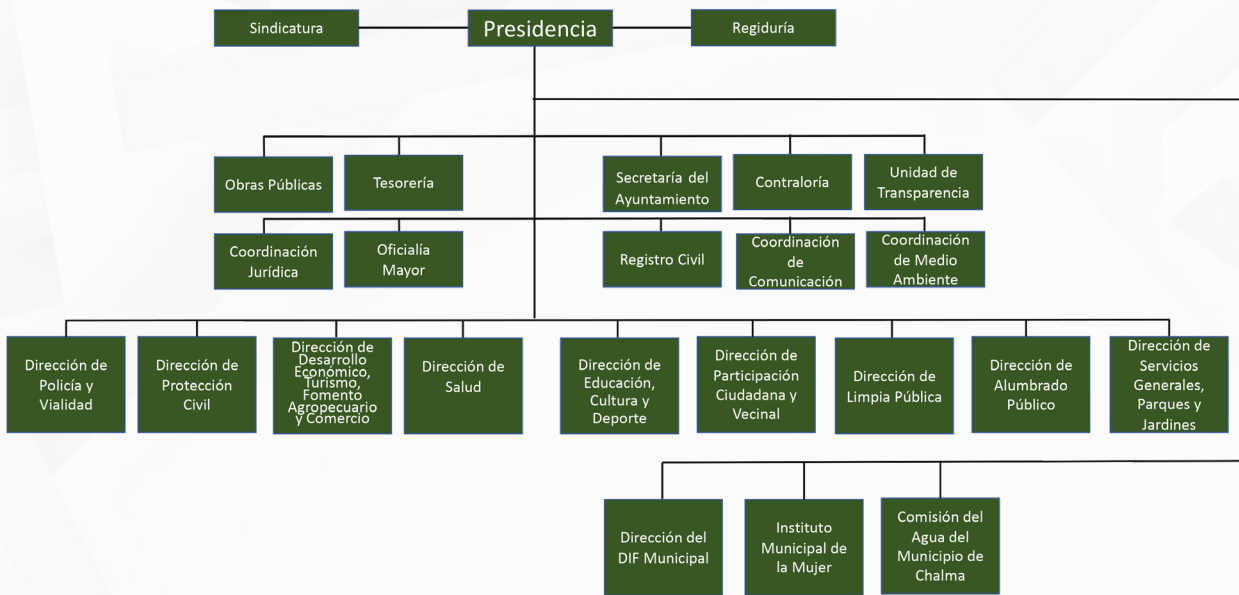 Sindicatura
Presidencia
Regiduría
Obras Públicas
Tesorería
Secretaría del
Ayuntamiento
Contraloría
Unidad de
Transparencia
Coordinación
Jurídica
Oficialía
Mayor
Registro Civil
Coordinación
de
Comunicación
Coordinación
de Medio
Ambiente
Dirección de
Policía y
Vialidad
Dirección de
Protección
Civil
Dirección de
Desarrollo
Económico,
Turismo,
Fomento
Agropecuario
y Comercio
Dirección de
Salud
Dirección de
Educación,
Cultura y
Deporte
Dirección de
Participación
Ciudadana y
Vecinal
Dirección de
Limpia Pública
Dirección de
Alumbrado
Público
Dirección de
Servicios
Generales,
Parques y
Jardines
Dirección del
DIF Municipal
Instituto
Municipal de
la Mujer
Comisión del
Agua del
Municipio de
Chalma